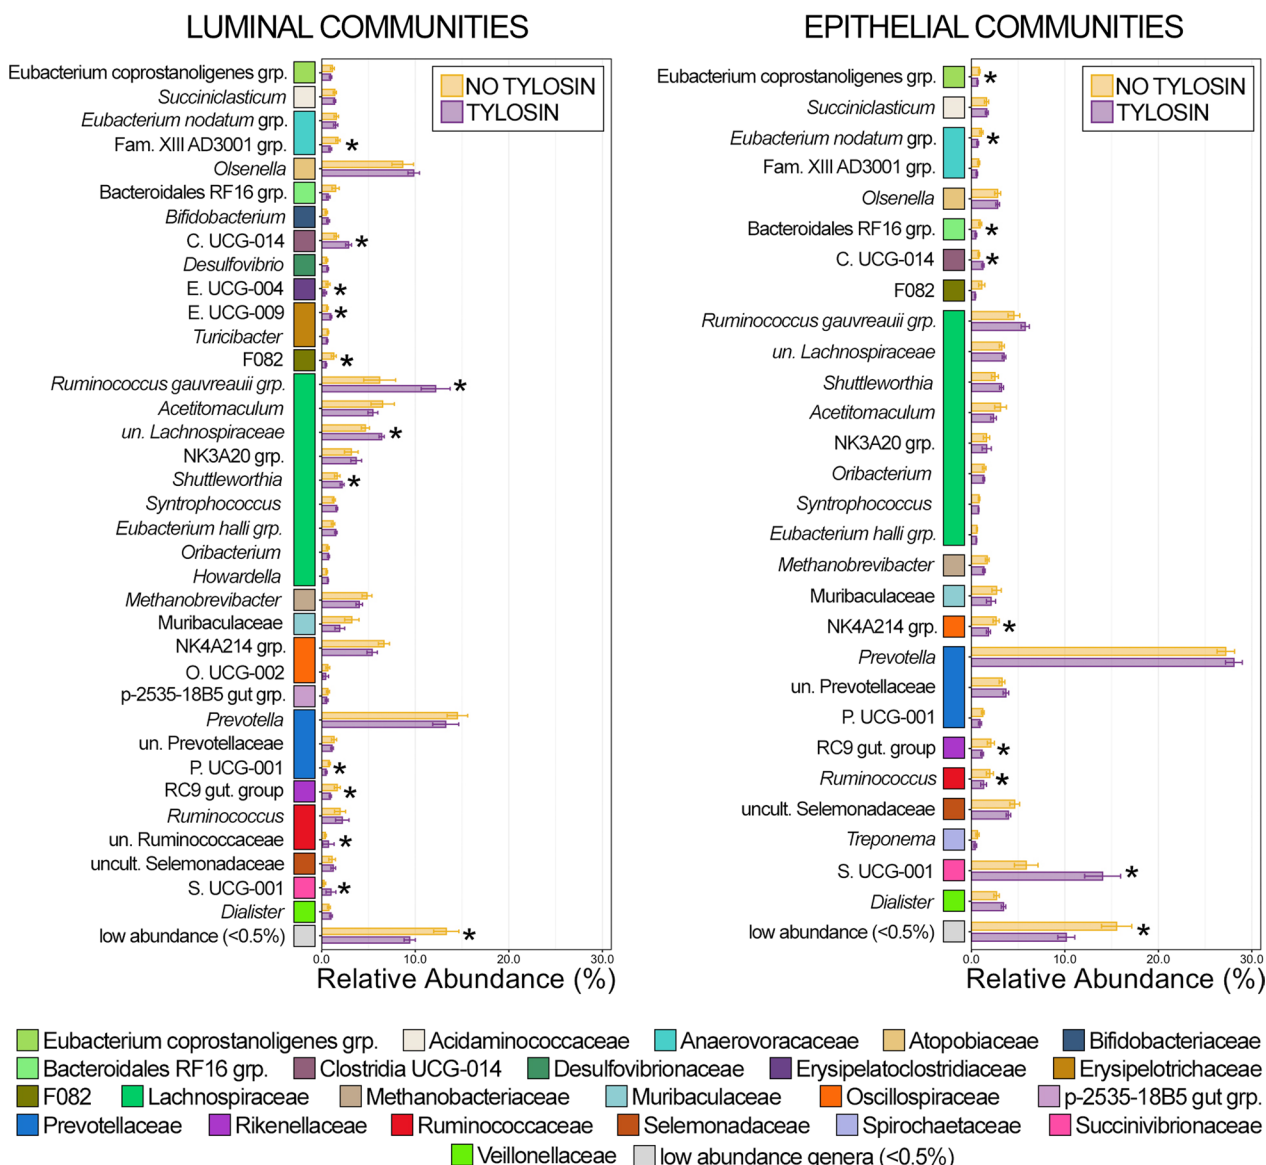 LUMINAL COMMUNITIES
Eubacterium coprostanoligenes grp.
Succiniclasticum
Eubacterium nodatum grp.
Fam. XIII AD3001 grp. *
Olsenella
Bacteroidales RF16 grp.
Bifidobacterium
C. UCG-014 *
Desulfovibrio
E. UCG-004 *
E. UCG-009 *
Turicibacter
F082 *
Ruminococcus gauvreauii grp. *
Acetitomaculum
un. Lachnospiraceae *
NK3A20 grp.
Shuttleworthia *
Syntrophococcus
Eubacterium halli grp.
Oribacterium
Howardella
Methanobrevibacter
Muribaculaceae
NK4A214 grp.
O. UCG-002
p-2535-18B5 gut grp.
Prevotella
un. Prevotellaceae
P. UCG-001 *
RC9 gut. group *
Ruminococcus
un. Ruminococcaceae *
uncult. Selemonadaceae
S. UCG-001 *
Dialister
low abundance (<0.5%) *
NO TYLOSIN
TYLOSIN
0.0 10.0 20.0 30.0
Relative Abundance (%)
EPITHELIAL COMMUNITIES
Eubacterium coprostanoligenes grp. *
Succiniclasticum
Eubacterium nodatum grp. *
Fam. XIII AD3001 grp.
Olsenella
Bacteroidales RF16 grp. *
C. UCG-014 *
F082
Ruminococcus gauvreauii grp.
un. Lachnospiraceae
Shuttleworthia
Acetitomaculum
NK3A20 grp.
Oribacterium
Syntrophococcus
Eubacterium halli grp.
Methanobrevibacter
Muribaculaceae
NK4A214 grp. *
Prevotella
un. Prevotellaceae
P. UCG-001
RC9 gut. group *
Ruminococcus *
uncult. Selemonadaceae
Treponema
S. UCG-001 *
Dialister
low abundance (<0.5%) *
NO TYLOSIN
TYLOSIN
0.0 10.0 20.0 30.0
Relative Abundance (%)
Eubacterium coprostanoligenes grp. Acidaminococcaceae Anaerovoracaceae Atopobiaceae Bifidobacteriaceae
Bacteroidales RF16 grp. Clostridia UCG-014 Desulfovibrionaceae Erysipelatoclostridiaceae Erysipelotrichaceae
F082 Lachnospiraceae Methanobacteriaceae Muribaculaceae Oscillospiraceae p-2535-18B5 gut grp.
Prevotellaceae Rikenellaceae Ruminococcaceae Selemonadaceae Spirochaetaceae Succinivibrionaceae
Veillonellaceae low abundance genera (<0.5%)